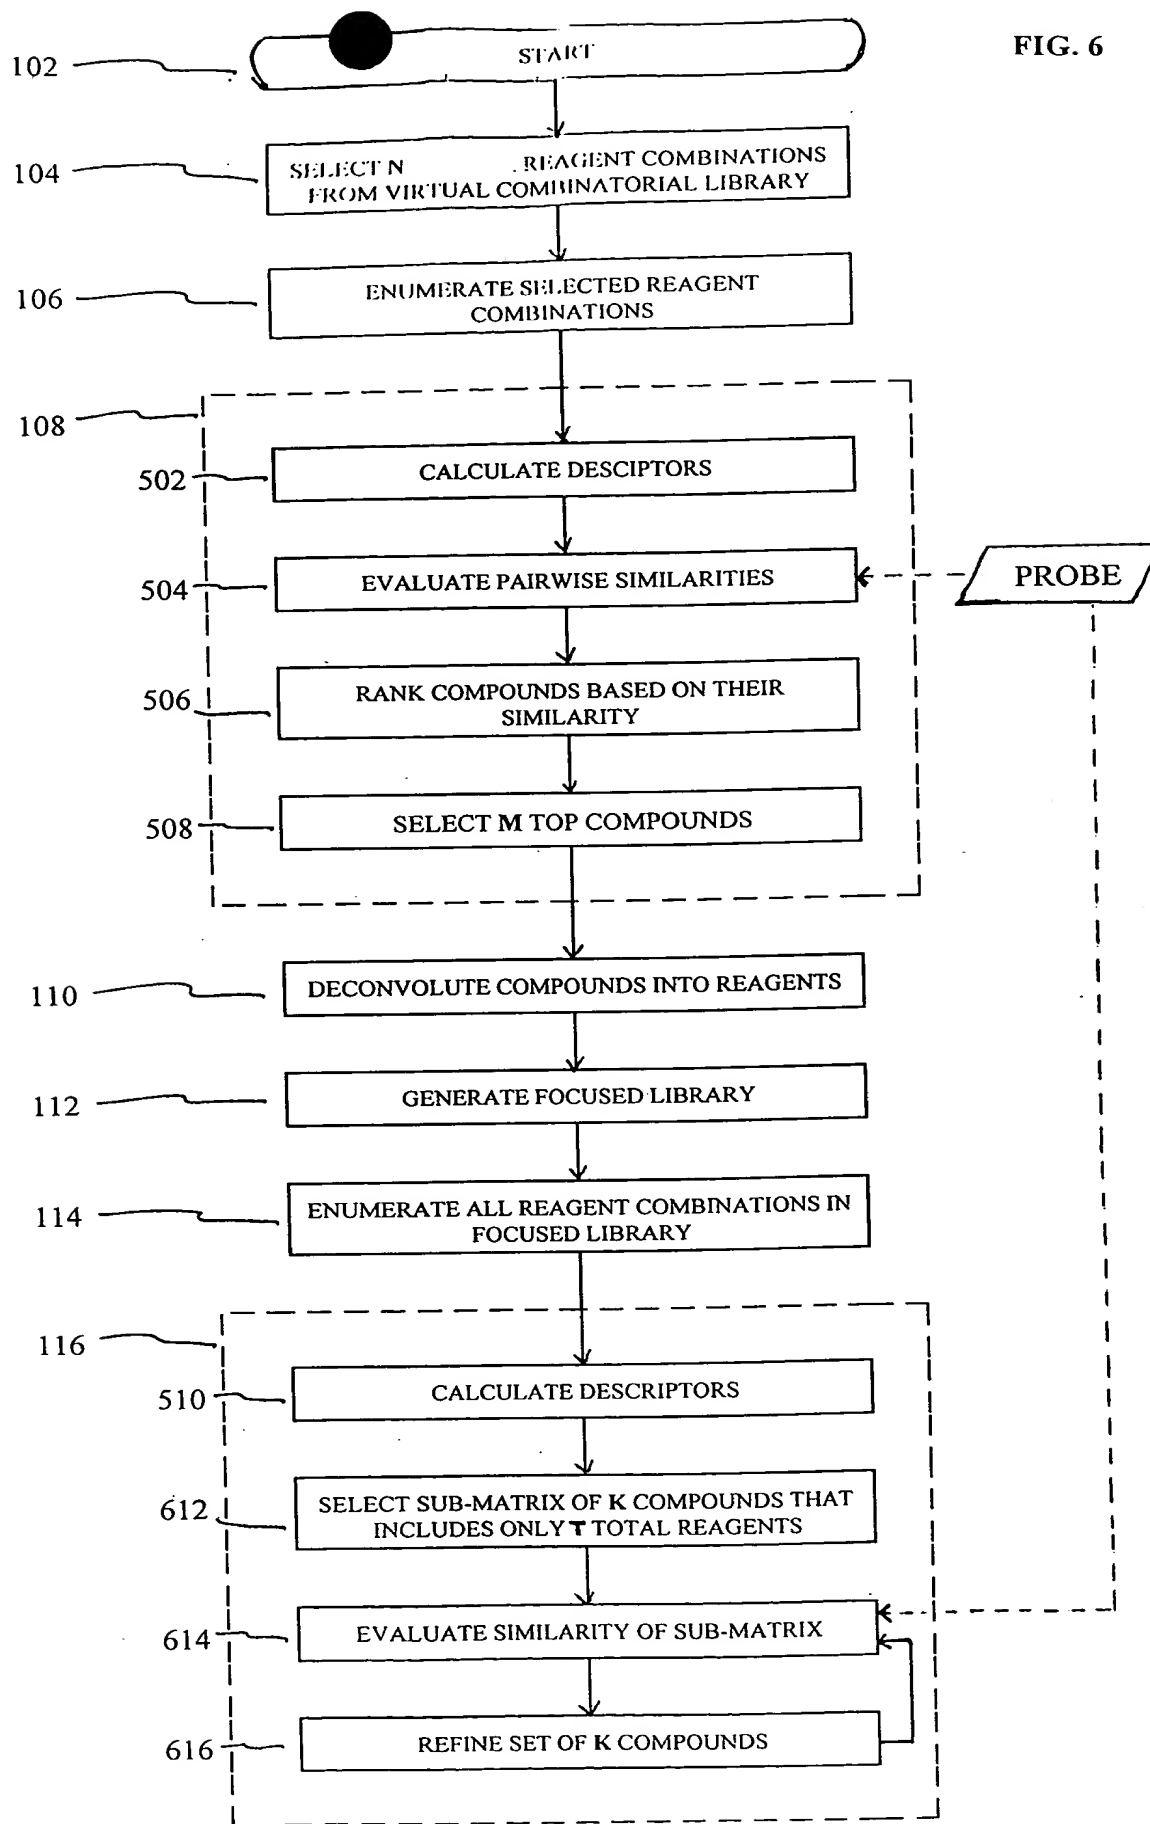 FIG. 6
102
START
104
SELECT N REAGENT COMBINATIONS
FROM VIRTUAL COMBINATORIAL LIBRARY
106
ENUMERATE SELECTED REAGENT
COMBINATIONS
108
502
CALCULATE DESCIPTORS
504
EVALUATE PAIRWISE SIMILARITIES
PROBE
506
RANK COMPOUNDS BASED ON THEIR
SIMILARITY
508
SELECT M TOP COMPOUNDS
110
DECONVOLUTE COMPOUNDS INTO REAGENTS
112
GENERATE FOCUSED LIBRARY
114
ENUMERATE ALL REAGENT COMBINATIONS IN
FOCUSED LIBRARY
116
510
CALCULATE DESCRIPTORS
612
SELECT SUB-MATRIX OF K COMPOUNDS THAT
INCLUDES ONLY T TOTAL REAGENTS
614
EVALUATE SIMILARITY OF SUB-MATRIX
616
REFINE SET OF K COMPOUNDS